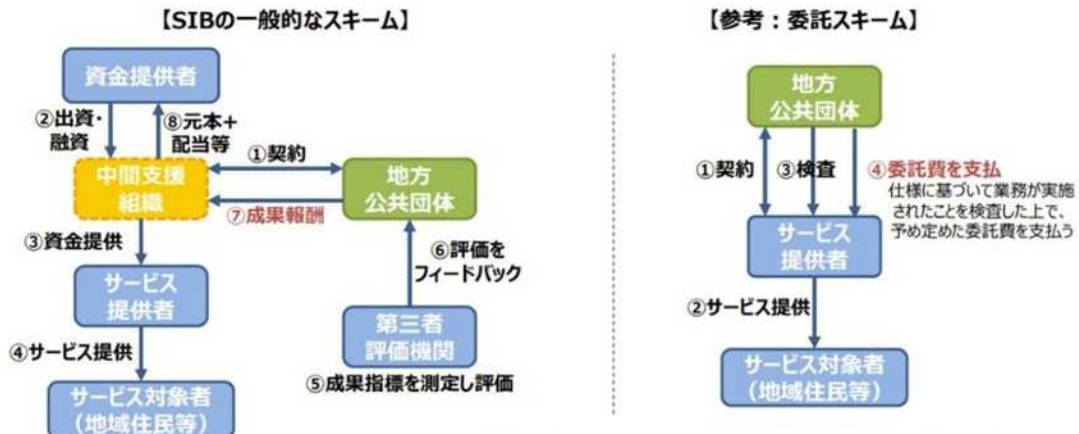 【SIBの一般的なスキーム】
資金提供者
②出資・
融資
⑧元本+
配当等
①契約
中間支援
組織
地方
公共団体
⑦成果報酬
③資金提供
⑥評価を
フィードバック
サービス
提供者
第三者
評価機関
④サービス提供
⑤成果指標を測定し評価
サービス対象者
(地域住民等)
【参考:委託スキーム】
地方
公共団体
①契約
③検査
④委託費を支払
仕様に基づいて業務が実施
されたことを検査した上で、
予め定めた委託費を支払う
サービス
提供者
②サービス提供
サービス対象者
(地域住民等)